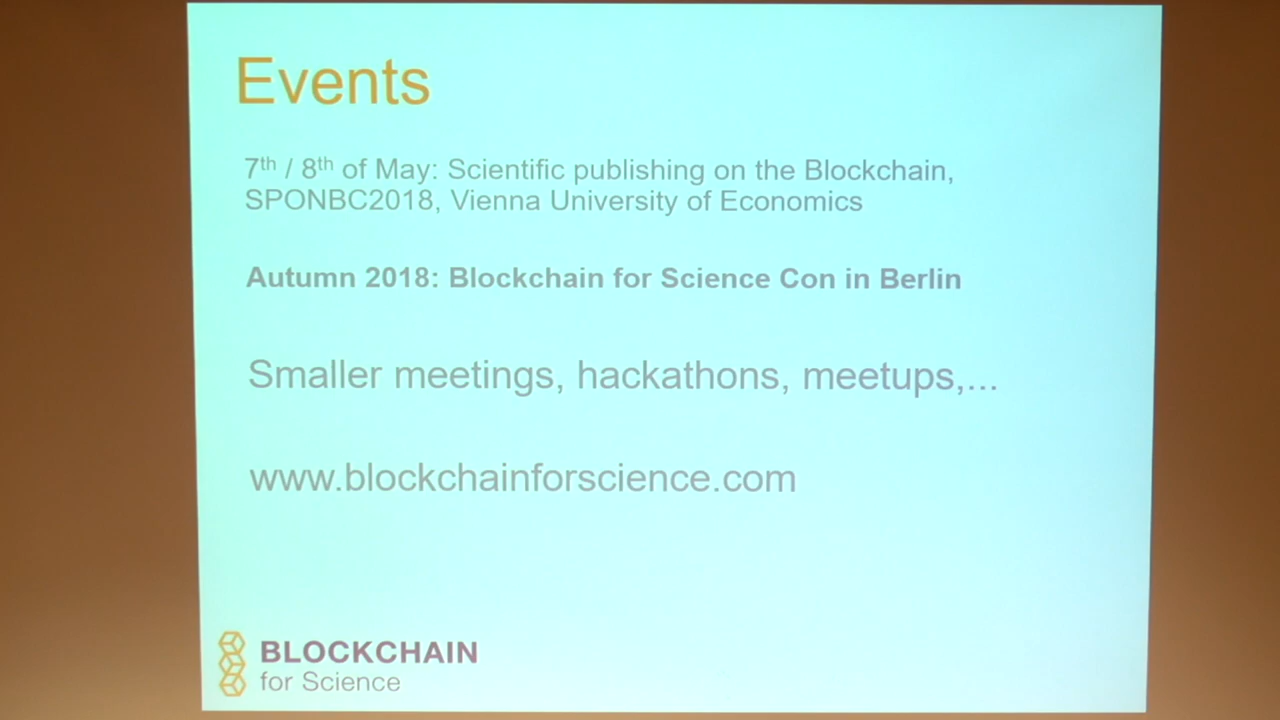 Events
7th / 8th of May: Scientific publishing on the Blockchain,
SPONBC2018, Vienna University of Economics
Autumn 2018: Blockchain for Science Con in Berlin
Smaller meetings, hackathons, meetups,...
www.blockchainforscience.com
BLOCKCHAIN
for Science